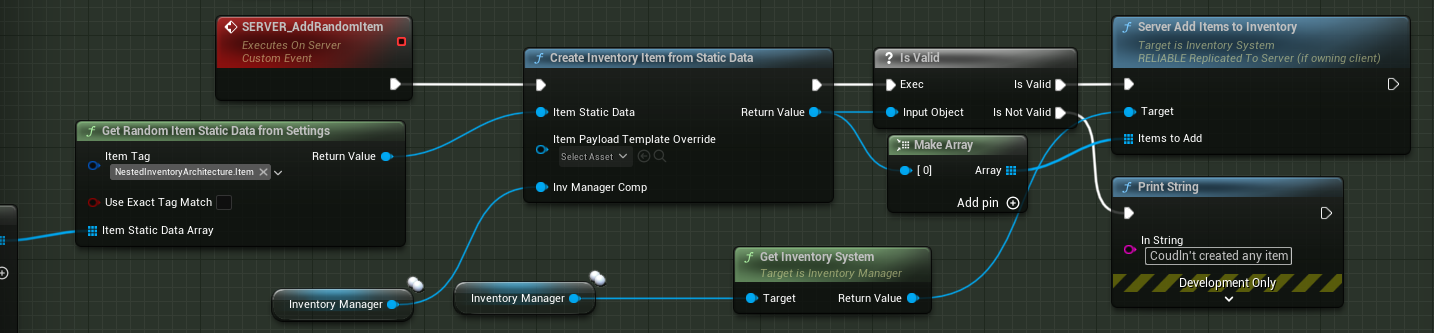 SERVER_AddRandomItem
Executes On Server
Custom Event
Get Random Item Static Data from Settings
Item Tag
NestedInventoryArchitecture.Item
Return Value
Use Exact Tag Match
Item Static Data Array
Inventory Manager
Create Inventory Item from Static Data
Item Static Data
Return Value
Item Payload Template Override
Select Asset
Inv Manager Comp
Inventory Manager
Get Inventory System
Target is Inventory Manager
Target
Return Value
? Is Valid
Exec
Is Valid
Input Object
Is Not Valid
Make Array
[ 0]
Array
Add pin
Server Add Items to Inventory
Target is Inventory System
RELIABLE Replicated To Server (if owning client)
Target
Items to Add
Print String
In String
Coudln't created any item
Development Only